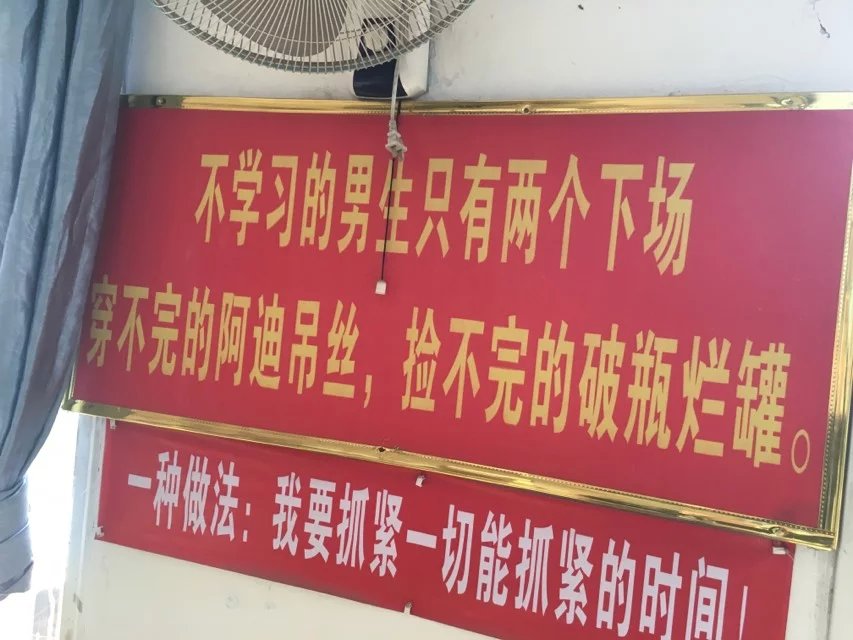 不学习的男生只有两个下场
穿不完的阿迪吊丝，捡不完的破瓶烂罐。
一种做法：我要抓紧一切能抓紧的时间！